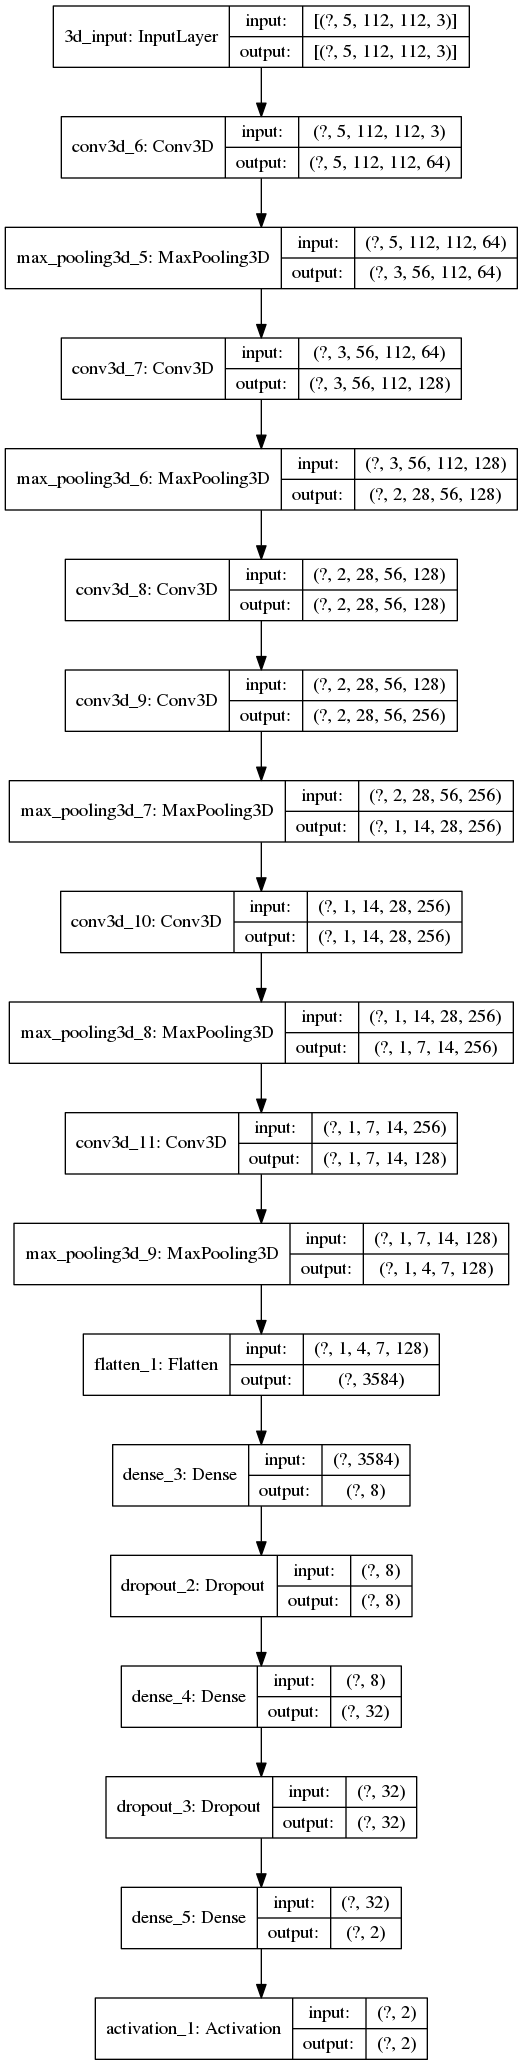 3d_input: InputLayer
input: [(?, 5, 112, 112, 3)]
output: [(?, 5, 112, 112, 3)]
conv3d_6: Conv3D
input: (?, 5, 112, 112, 3)
output: (?, 5, 112, 112, 64)
max_pooling3d_5: MaxPooling3D
input: (?, 5, 112, 112, 64)
output: (?, 3, 56, 112, 64)
conv3d_7: Conv3D
input: (?, 3, 56, 112, 64)
output: (?, 3, 56, 112, 128)
max_pooling3d_6: MaxPooling3D
input: (?, 3, 56, 112, 128)
output: (?, 2, 28, 56, 128)
conv3d_8: Conv3D
input: (?, 2, 28, 56, 128)
output: (?, 2, 28, 56, 128)
conv3d_9: Conv3D
input: (?, 2, 28, 56, 128)
output: (?, 2, 28, 56, 256)
max_pooling3d_7: MaxPooling3D
input: (?, 2, 28, 56, 256)
output: (?, 1, 14, 28, 256)
conv3d_10: Conv3D
input: (?, 1, 14, 28, 256)
output: (?, 1, 14, 28, 256)
max_pooling3d_8: MaxPooling3D
input: (?, 1, 14, 28, 256)
output: (?, 1, 7, 14, 256)
conv3d_11: Conv3D
input: (?, 1, 7, 14, 256)
output: (?, 1, 7, 14, 128)
max_pooling3d_9: MaxPooling3D
input: (?, 1, 7, 14, 128)
output: (?, 1, 4, 7, 128)
flatten_1: Flatten
input: (?, 1, 4, 7, 128)
output: (?, 3584)
dense_3: Dense
input: (?, 3584)
output: (?, 8)
dropout_2: Dropout
input: (?, 8)
output: (?, 8)
dense_4: Dense
input: (?, 8)
output: (?, 32)
dropout_3: Dropout
input: (?, 32)
output: (?, 32)
dense_5: Dense
input: (?, 32)
output: (?, 2)
activation_1: Activation
input: (?, 2)
output: (?, 2)